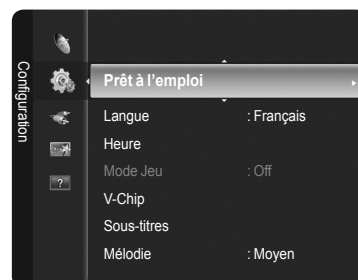 Configuration
Prêt à l'emploi
Langue : Français
Heure
Mode Jeu : Off
V-Chip
Sous-titres
Mélodie : Moyen
?